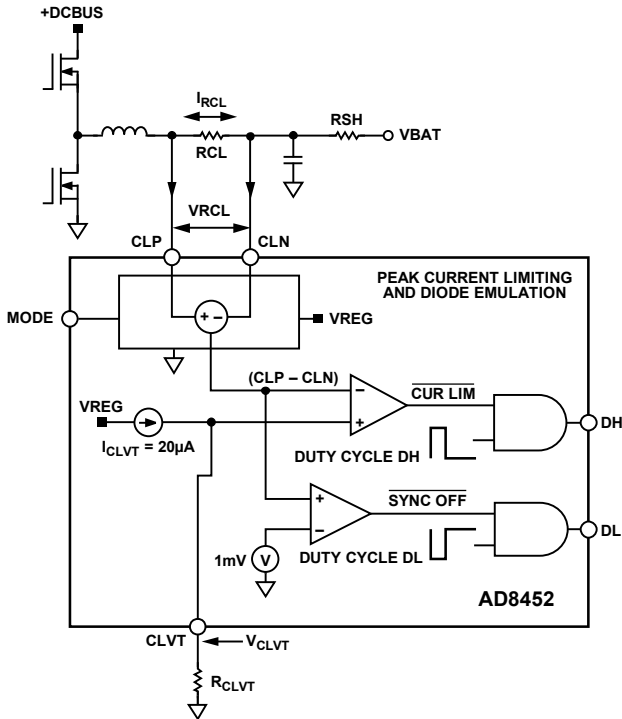 +DCBUS
IRCL
RCL
RSH
VBAT
VRCL
CLP
CLN
PEAK CURRENT LIMITING
AND DIODE EMULATION
MODE
+ –
VREG
(CLP – CLN)
CUR LIM
VREG
ICLVT = 20µA
–
+
DH
DUTY CYCLE DH
SYNC OFF
+
–
1mV
V
DUTY CYCLE DL
DL
AD8452
CLVT
VCLVT
RCLVT